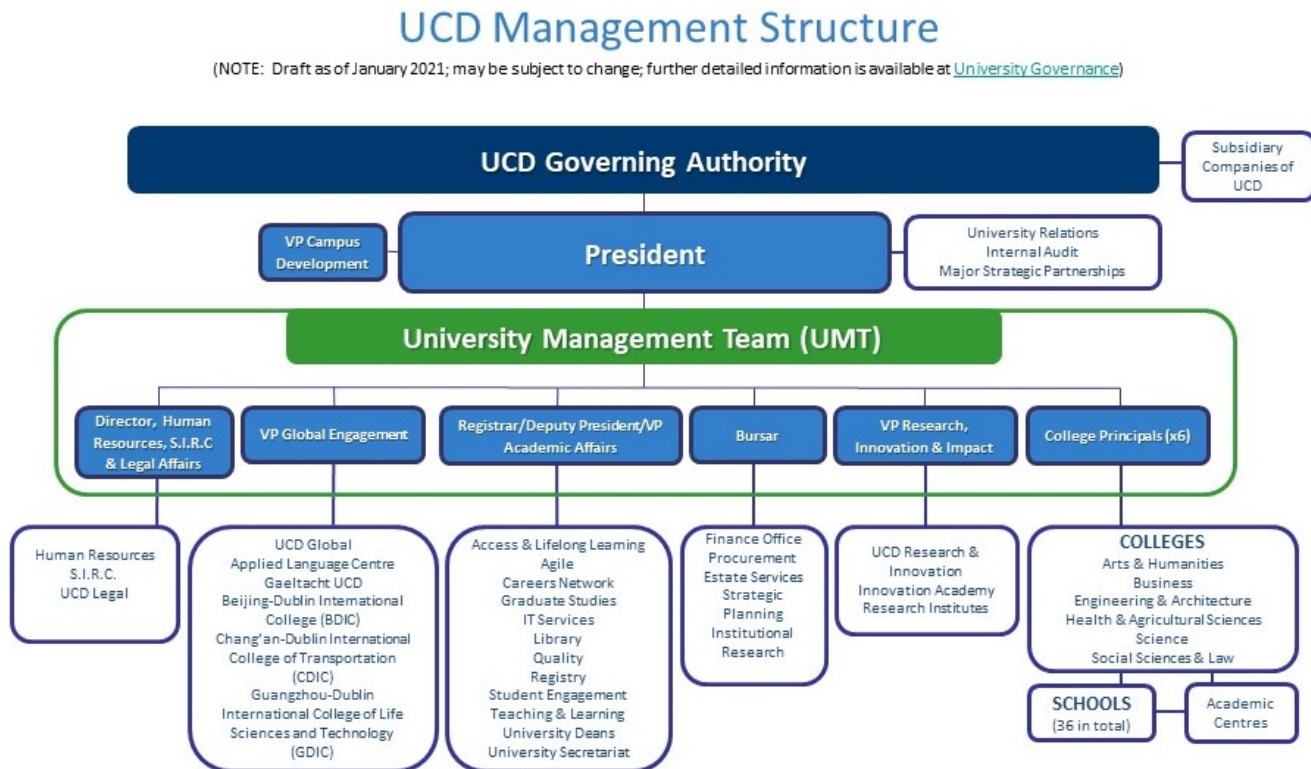 UCD Management Structure
(NOTE: Draft as of January 2021; may be subject to change; further detailed information is available at University Governance)
UCD Governing Authority
Subsidiary
Companies of
UCD
VP Campus
Development
President
University Relations
Internal Audit
Major Strategic Partnerships
University Management Team (UMT)
Director, Human
Resources, S.I.R.C
& Legal Affairs
VP Global Engagement
Registrar/Deputy President/VP
Academic Affairs
Bursar
VP Research,
Innovation & Impact
College Principals (x6)
Human Resources
S.I.R.C.
UCD Legal
UCD Global
Applied Language Centre
Gaeltacht UCD
Beijing-Dublin International
College (BDIC)
Chang'an-Dublin International
College of Transportation
(CDIC)
Guangzhou-Dublin
International College of Life
Sciences and Technology
(GDIC)
Access & Lifelong Learning
Agile
Careers Network
Graduate Studies
IT Services
Library
Quality
Registry
Student Engagement
Teaching & Learning
University Deans
University Secretariat
Finance Office
Procurement
Estate Services
Strategic
Planning
Institutional
Research
UCD Research &
Innovation
Innovation Academy
Research Institutes
COLLEGES
Arts & Humanities
Business
Engineering & Architecture
Health & Agricultural Sciences
Science
Social Sciences & Law
SCHOOLS
(36 in total)
Academic
Centres